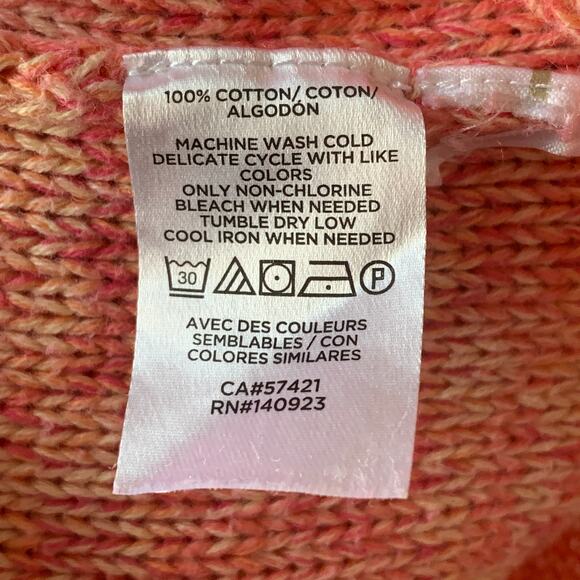 100% COTTON/ COTON/
ALGODÓN
MACHINE WASH COLD
DELICATE CYCLE WITH LIKE
COLORS
ONLY NON-CHLORINE
BLEACH WHEN NEEDED
TUMBLE DRY LOW
COOL IRON WHEN NEEDED
30 P
AVEC DES COULEURS
SEMBLABLES / CON
COLORES SIMILARES
CA#57421
RN#140923